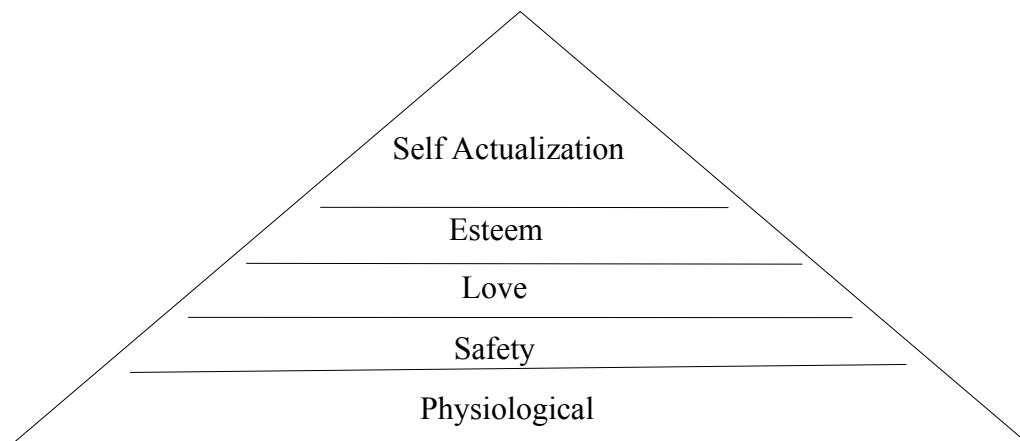 Self Actualization
Esteem
Love
Safety
Physiological